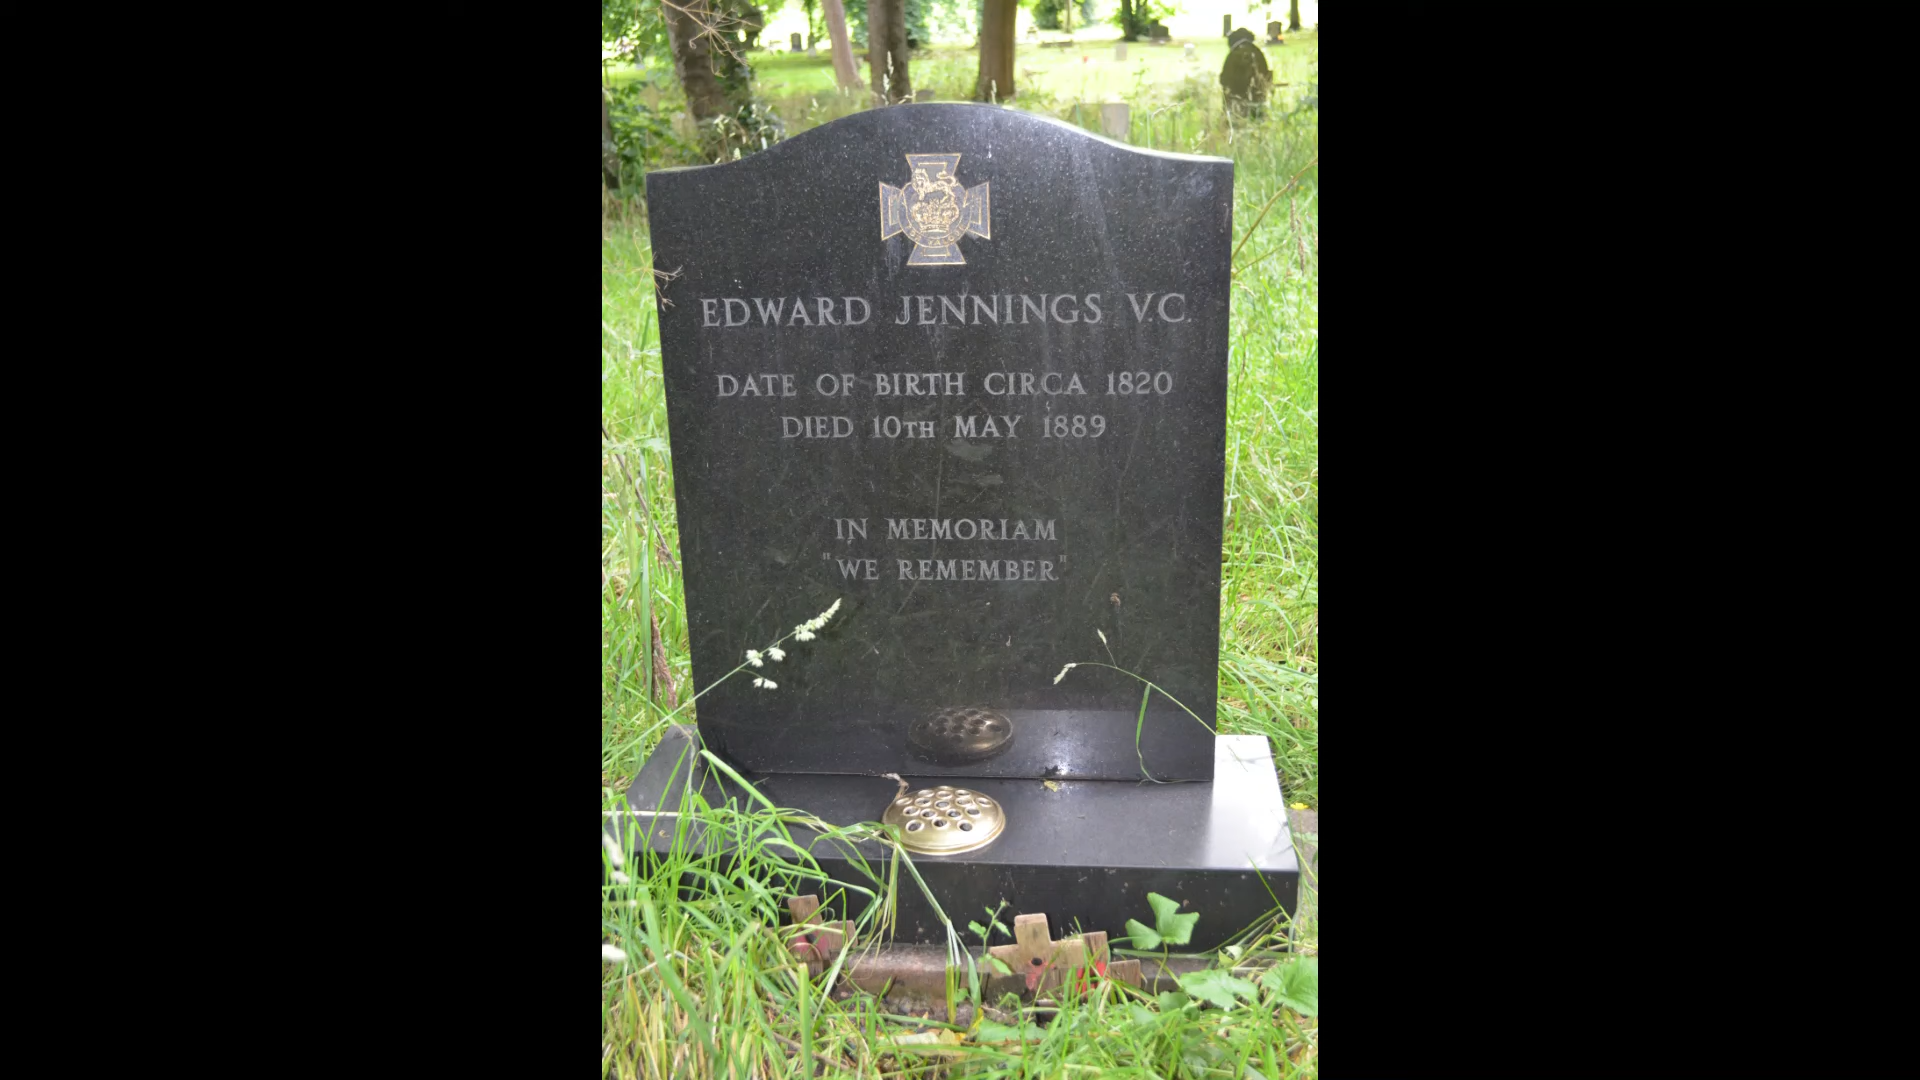 EDWARD JENNINGS V.C.
DATE OF BIRTH CIRCA 1820
DIED 10TH MAY 1889
IN MEMORIAM
"WE REMEMBER"